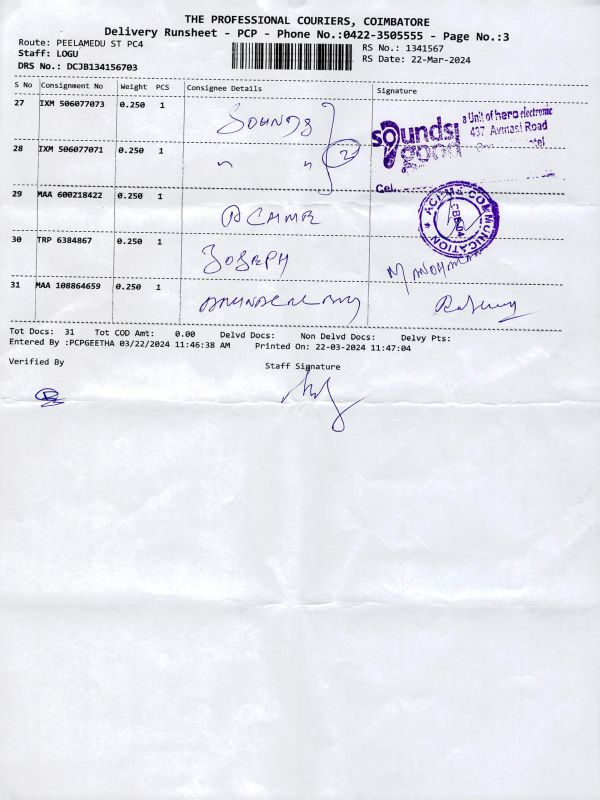 THE PROFESSIONAL COURIERS, COIMBATORE
Delivery Runsheet - PCP - Phone No.:0422-3505555 - Page No.:3
Route: PEELAMEDU ST PC4
Staff: LOGU
DRS No.: DCJB134156703
RS No.: 1341567
RS Date: 22-Mar-2024
S No Consignment No Weight PCS Consignee Details Signature
27 IXM 506077073 0.250 1 SOUNDS
28 IXM 506077071 0.250 1 " " 2
sounds good
a Unit of hero electronic
437, Avinasi Road
29 MAA 600218422 0.250 1 ACHME
ACHMA COMMUNICATION
30 TRP 6384867 0.250 1 JOSEPH
31 MAA 108864659 0.250 1
Tot Docs: 31 Tot COD Amt: 0.00 Delvd Docs: Non Delvd Docs: Delvy Pts:
Entered By :PCPGEETHA 03/22/2024 11:46:38 AM Printed On: 22-03-2024 11:47:04
Verified By
Staff Signature